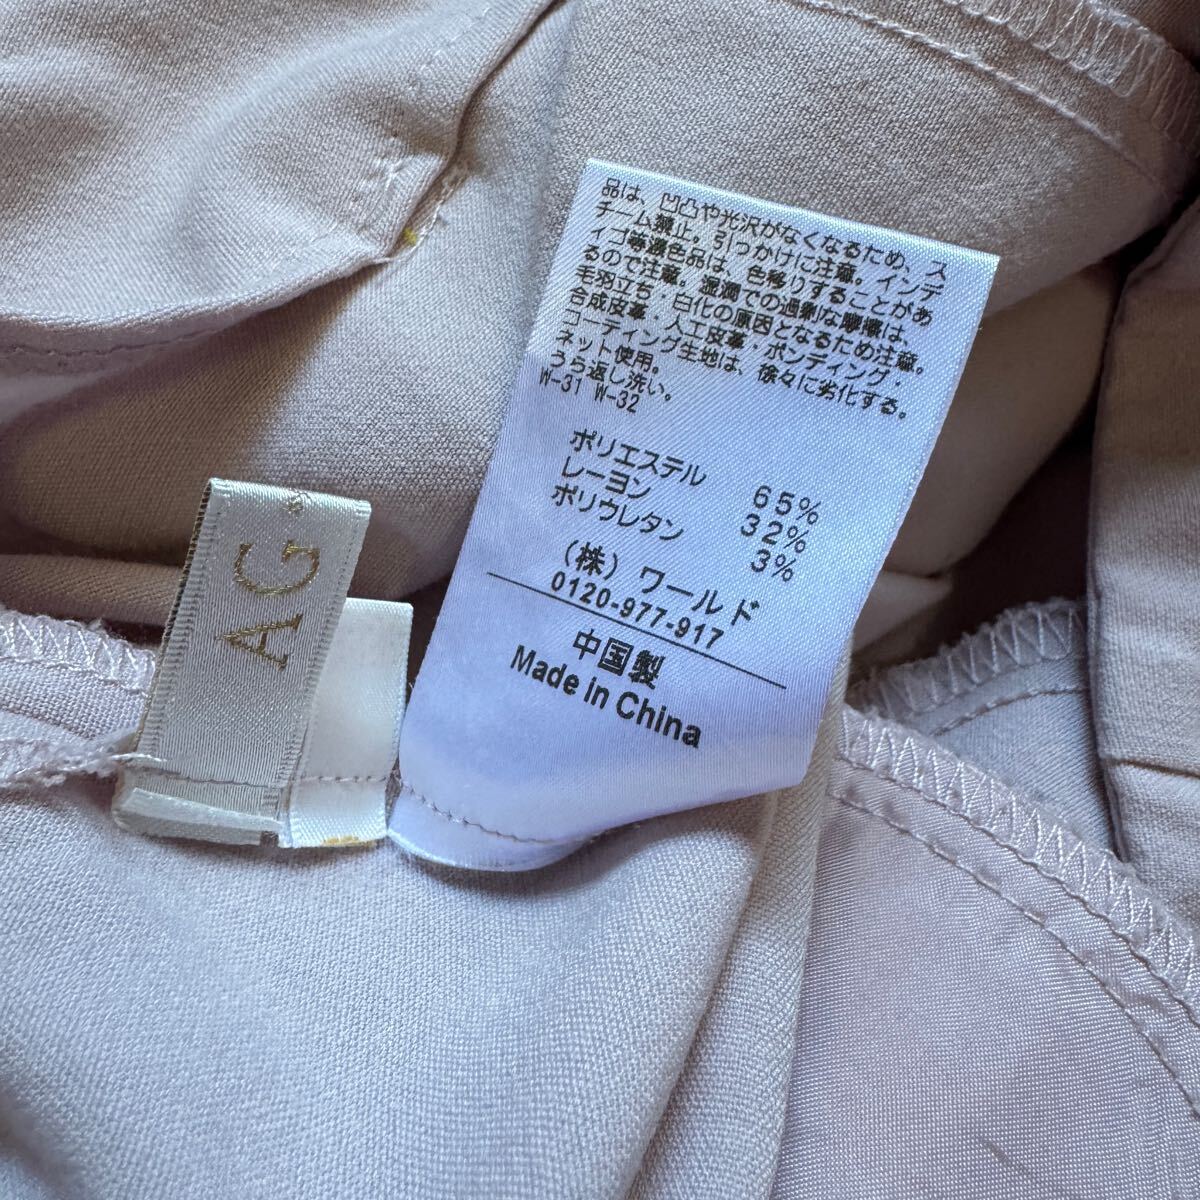 品は、凹凸や光沢がなくなるため、ス
チーム禁止。引っかけに注意。インデ
ィゴ等濃色品は、色移りすることがあ
るので注意。湿潤での過剰な摩擦は、
毛羽立ち・白化の原因となるため注意。
合成皮革・人工皮革・ボンディング・
コーティング生地は、徐々に劣化する。
ネット使用。
うら返し洗い。
W-31 W-32
ポリエステル 65%
レーヨン 32%
ポリウレタン 3%
(株) ワールド
0120-977-917
中国製
Made in China
AG